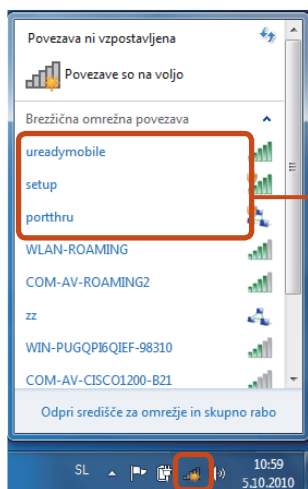 Povezava ni vzpostavljena
Povezave so na voljo
Brezžična omrežna povezava
ureadymobile
setup
portthru
WLAN-ROAMING
COM-AV-ROAMING2
zz
WIN-PUGQPI6QIEF-98310
COM-AV-CISCO1200-B21
Odpri središče za omrežje in skupno rabo
SL
10:59
5.10.2010